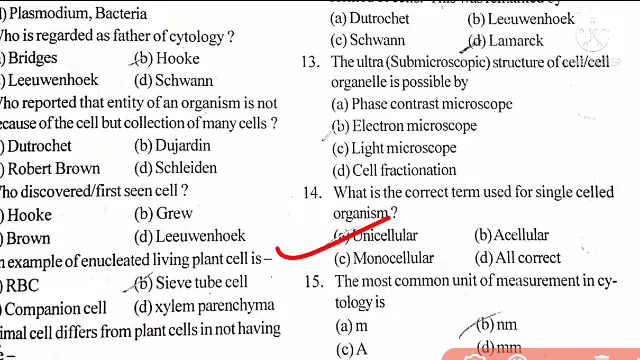 ) Plasmodium, Bacteria
Who is regarded as father of cytology ?
) Bridges (b) Hooke
) Leeuwenhoek (d) Schwann
Who reported that entity of an organism is not
because of the cell but collection of many cells ?
) Dutrochet (b) Dujardin
) Robert Brown (d) Schleiden
Who discovered/first seen cell ?
) Hooke (b) Grew
) Brown (d) Leeuwenhoek
n example of enucleated living plant cell is –
) RBC (b) Sieve tube cell
) Companion cell (d) xylem parenchyma
imal cell differs from plant cells in not having
(a) Dutrochet (b) Leeuwenhoek
(c) Schwann (d) Lamarck
13. The ultra (Submicroscopic) structure of cell/cell
organelle is possible by
(a) Phase contrast microscope
(b) Electron microscope
(c) Light microscope
(d) Cell fractionation
14. What is the correct term used for single celled
organism ?
(a) Unicellular (b) Acellular
(c) Monocellular (d) All correct
15. The most common unit of measurement in cy-
tology is
(a) m (b) nm
(c) A (d) mm